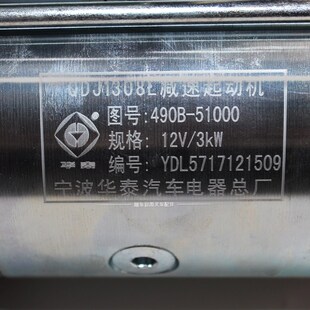 QDJ1308E减速起动机
图号: 490B-51000
规格: 12V/3kW
编号: YDL5717121509
宁波华泰汽车电器总厂
华泰